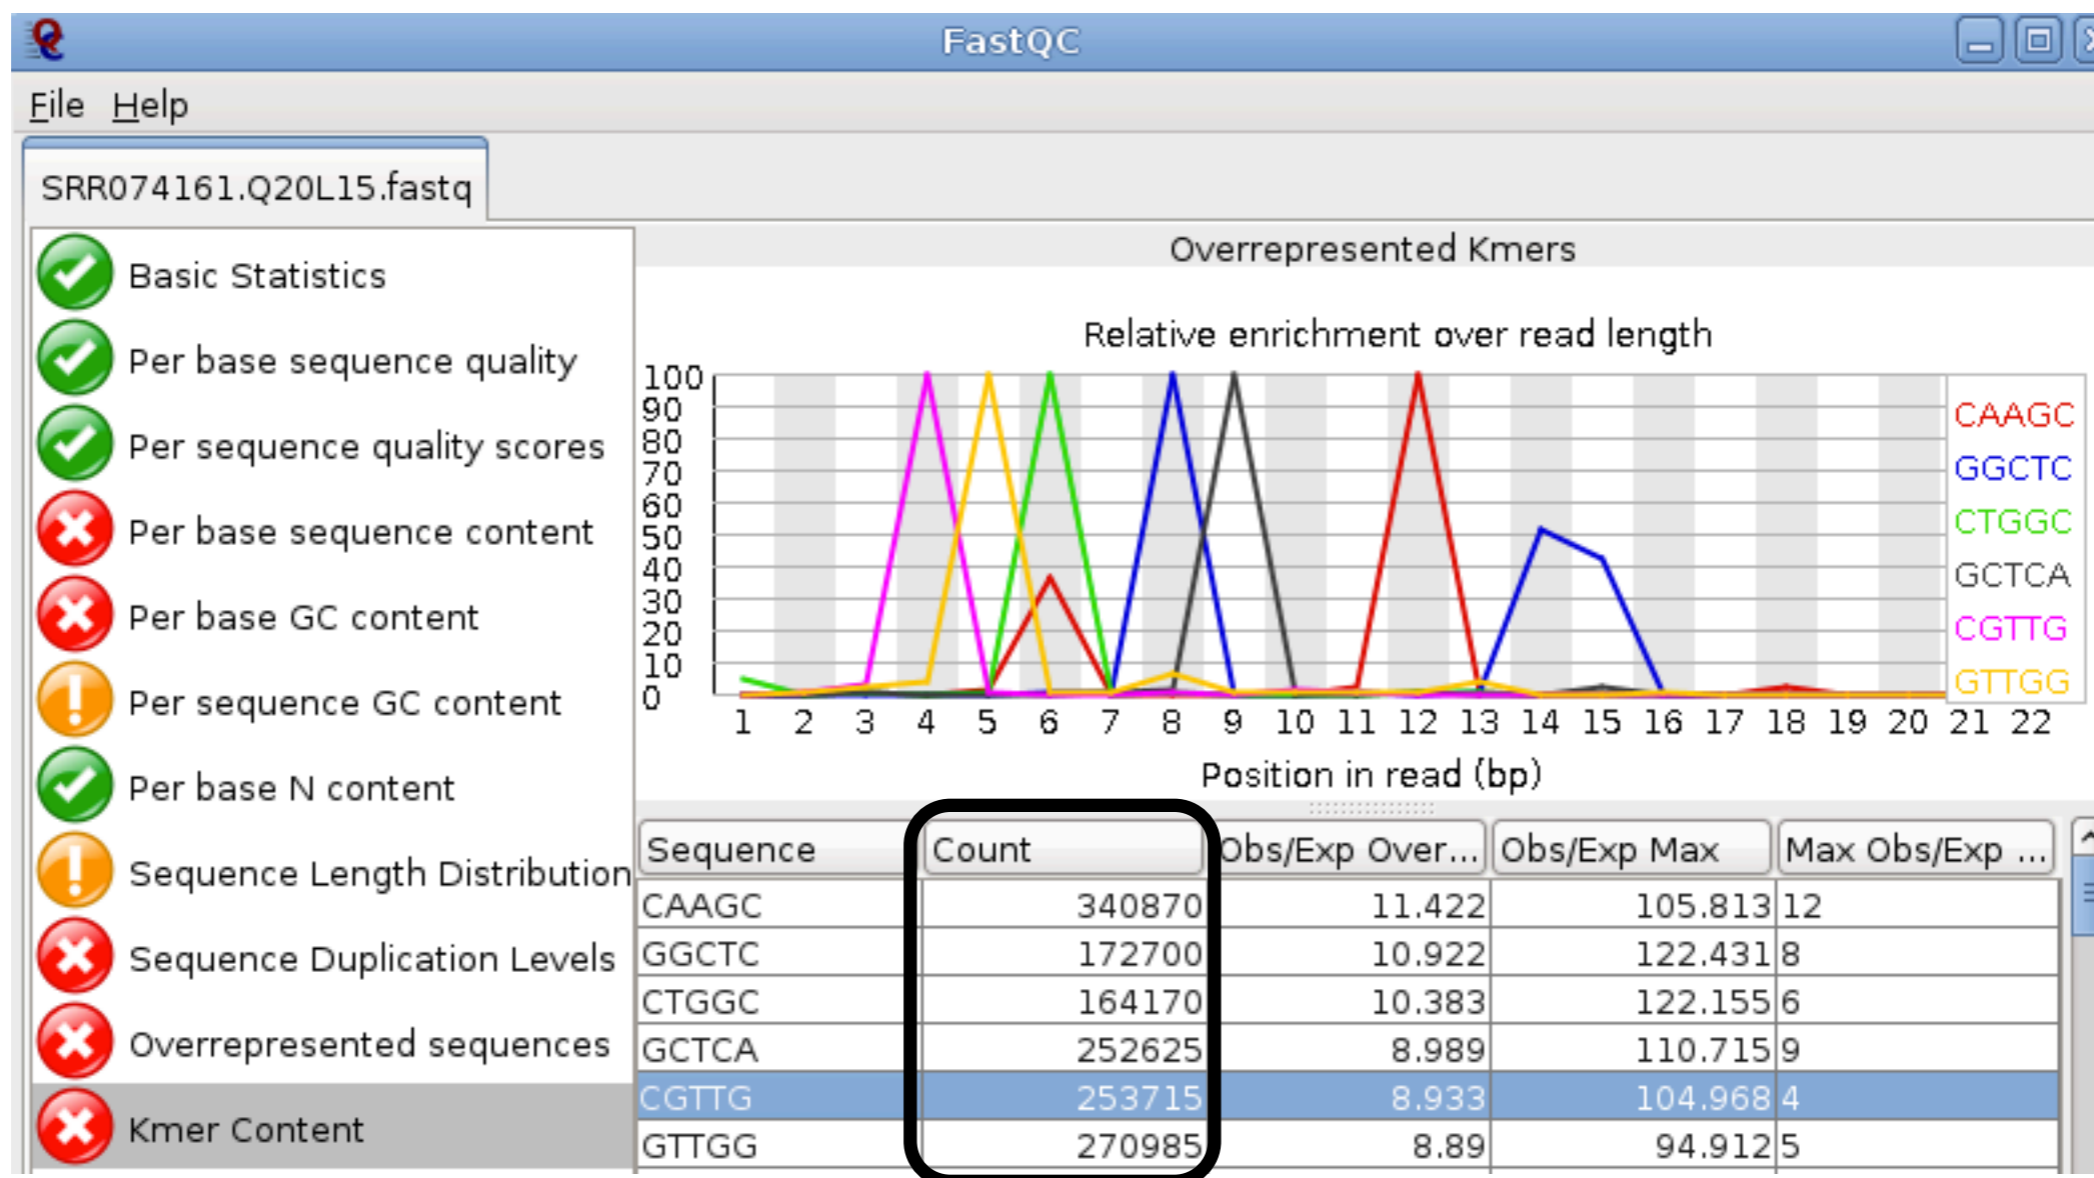 FastQC
File Help
SRR074161.Q20L15.fastq
Basic Statistics
Per base sequence quality
Per sequence quality scores
Per base sequence content
Per base GC content
Per sequence GC content
Per base N content
Sequence Length Distribution
Sequence Duplication Levels
Overrepresented sequences
Kmer Content
Overrepresented Kmers
Relative enrichment over read length
100
90
80
70
60
50
40
30
20
10
0
1 2 3 4 5 6 7 8 9 10 11 12 13 14 15 16 17 18 19 20 21 22
Position in read (bp)
CAAGC
GGCTC
CTGGC
GCTCA
CGTTG
GTTGG
Sequence Count Obs/Exp Over... Obs/Exp Max Max Obs/Exp ...
CAAGC 340870 11.422 105.813 12
GGCTC 172700 10.922 122.431 8
CTGGC 164170 10.383 122.155 6
GCTCA 252625 8.989 110.715 9
CGTTG 253715 8.933 104.968 4
GTTGG 270985 8.89 94.912 5